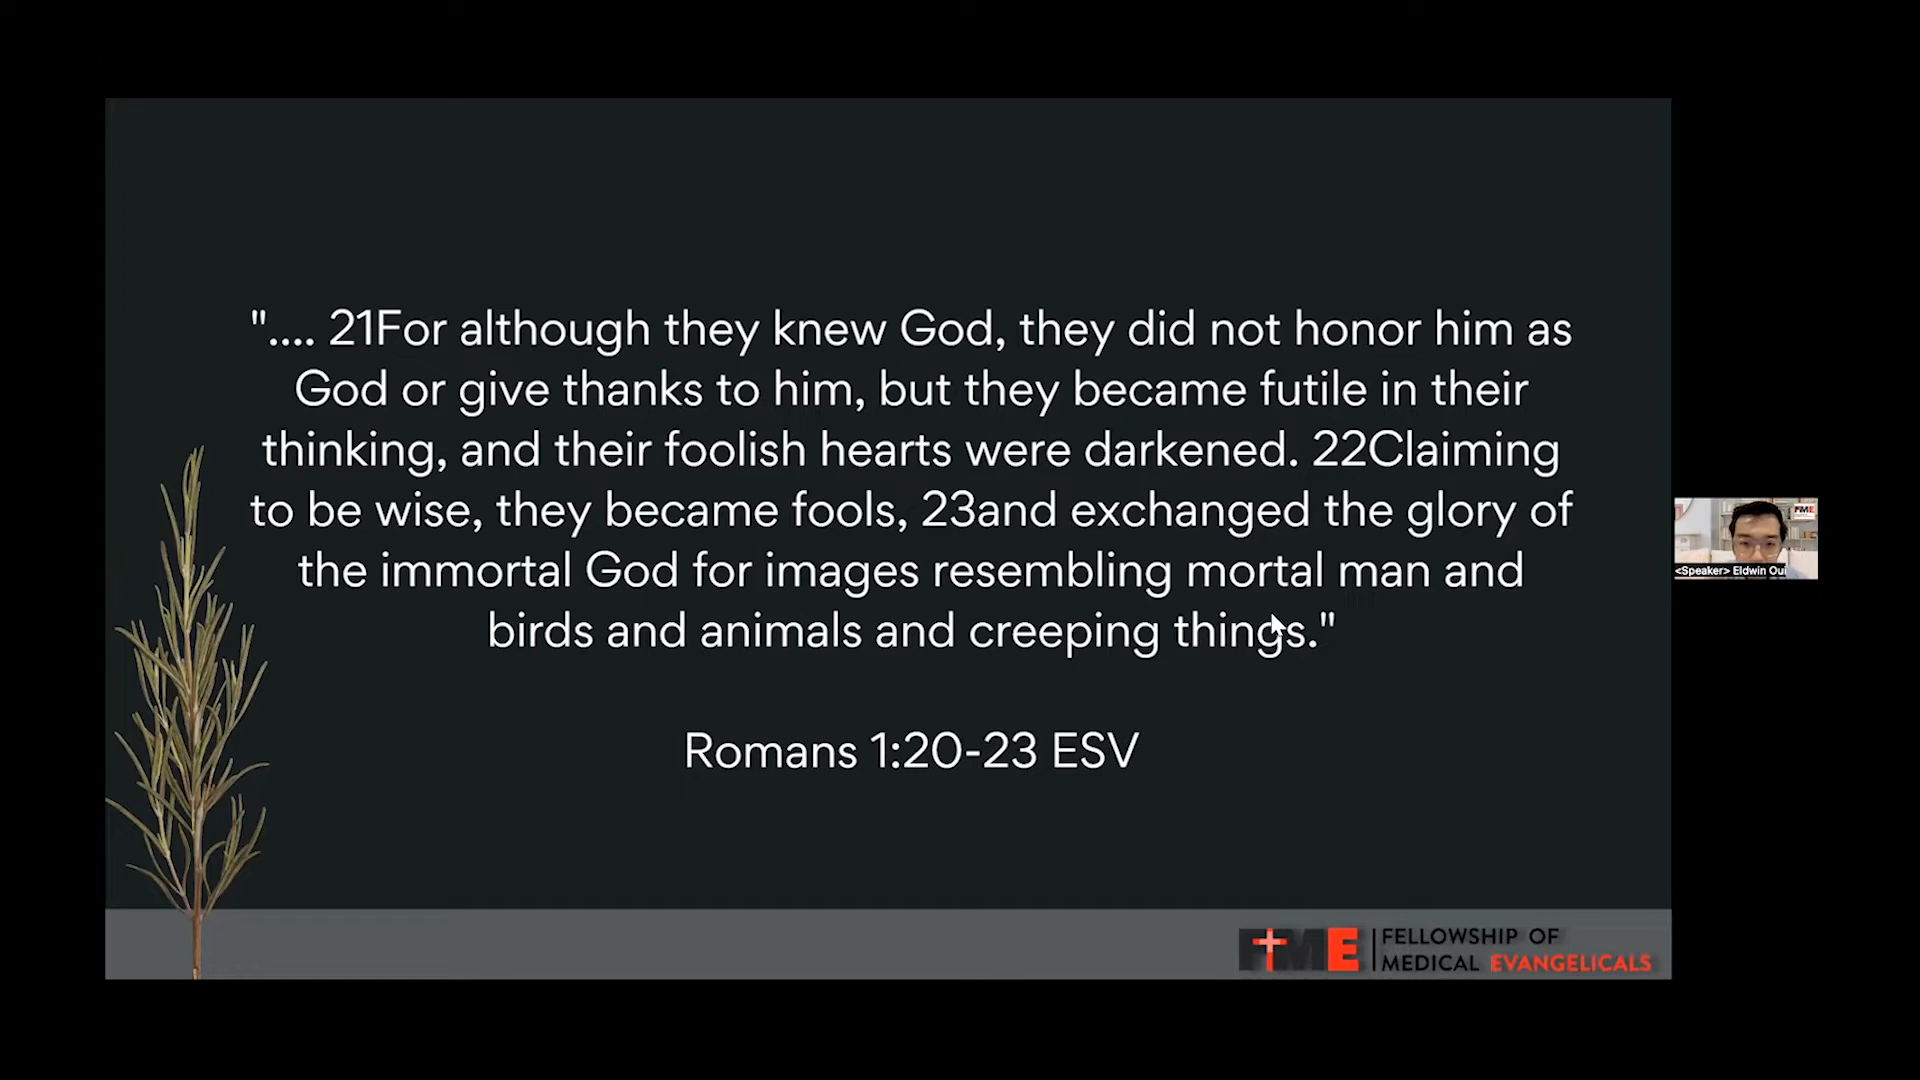 ".... 21For although they knew God, they did not honor him as
God or give thanks to him, but they became futile in their
thinking, and their foolish hearts were darkened. 22Claiming
to be wise, they became fools, 23and exchanged the glory of
the immortal God for images resembling mortal man and
birds and animals and creeping things."
Romans 1:20-23 ESV
FME
<Speaker> Eldwin Oui
FME
FELLOWSHIP OF
MEDICAL EVANGELICALS